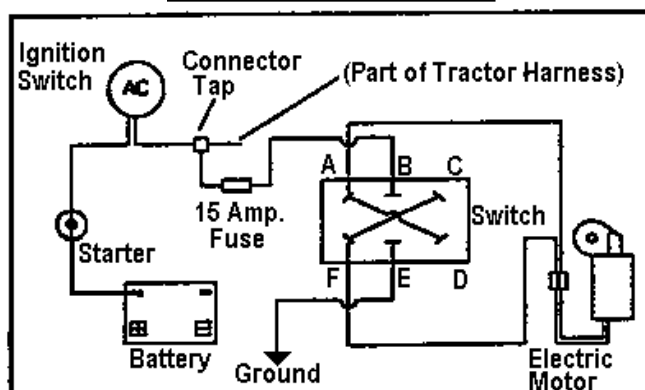 Ignition
Switch
AC
Connector
Tap
(Part of Tractor Harness)
A
B
C
15 Amp.
Fuse
Switch
Starter
F
E
D
Battery
Ground
Electric
Motor